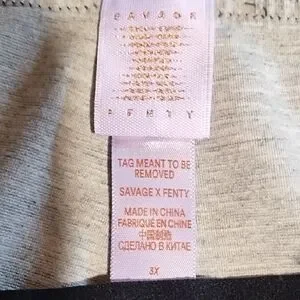 SAVAGE
FENTY
TAG MEANT TO BE
REMOVED
SAVAGE X FENTY
MADE IN CHINA
FABRIQUÉ EN CHINE
中国制造
СДЕЛАНО В КИТАЕ
3X